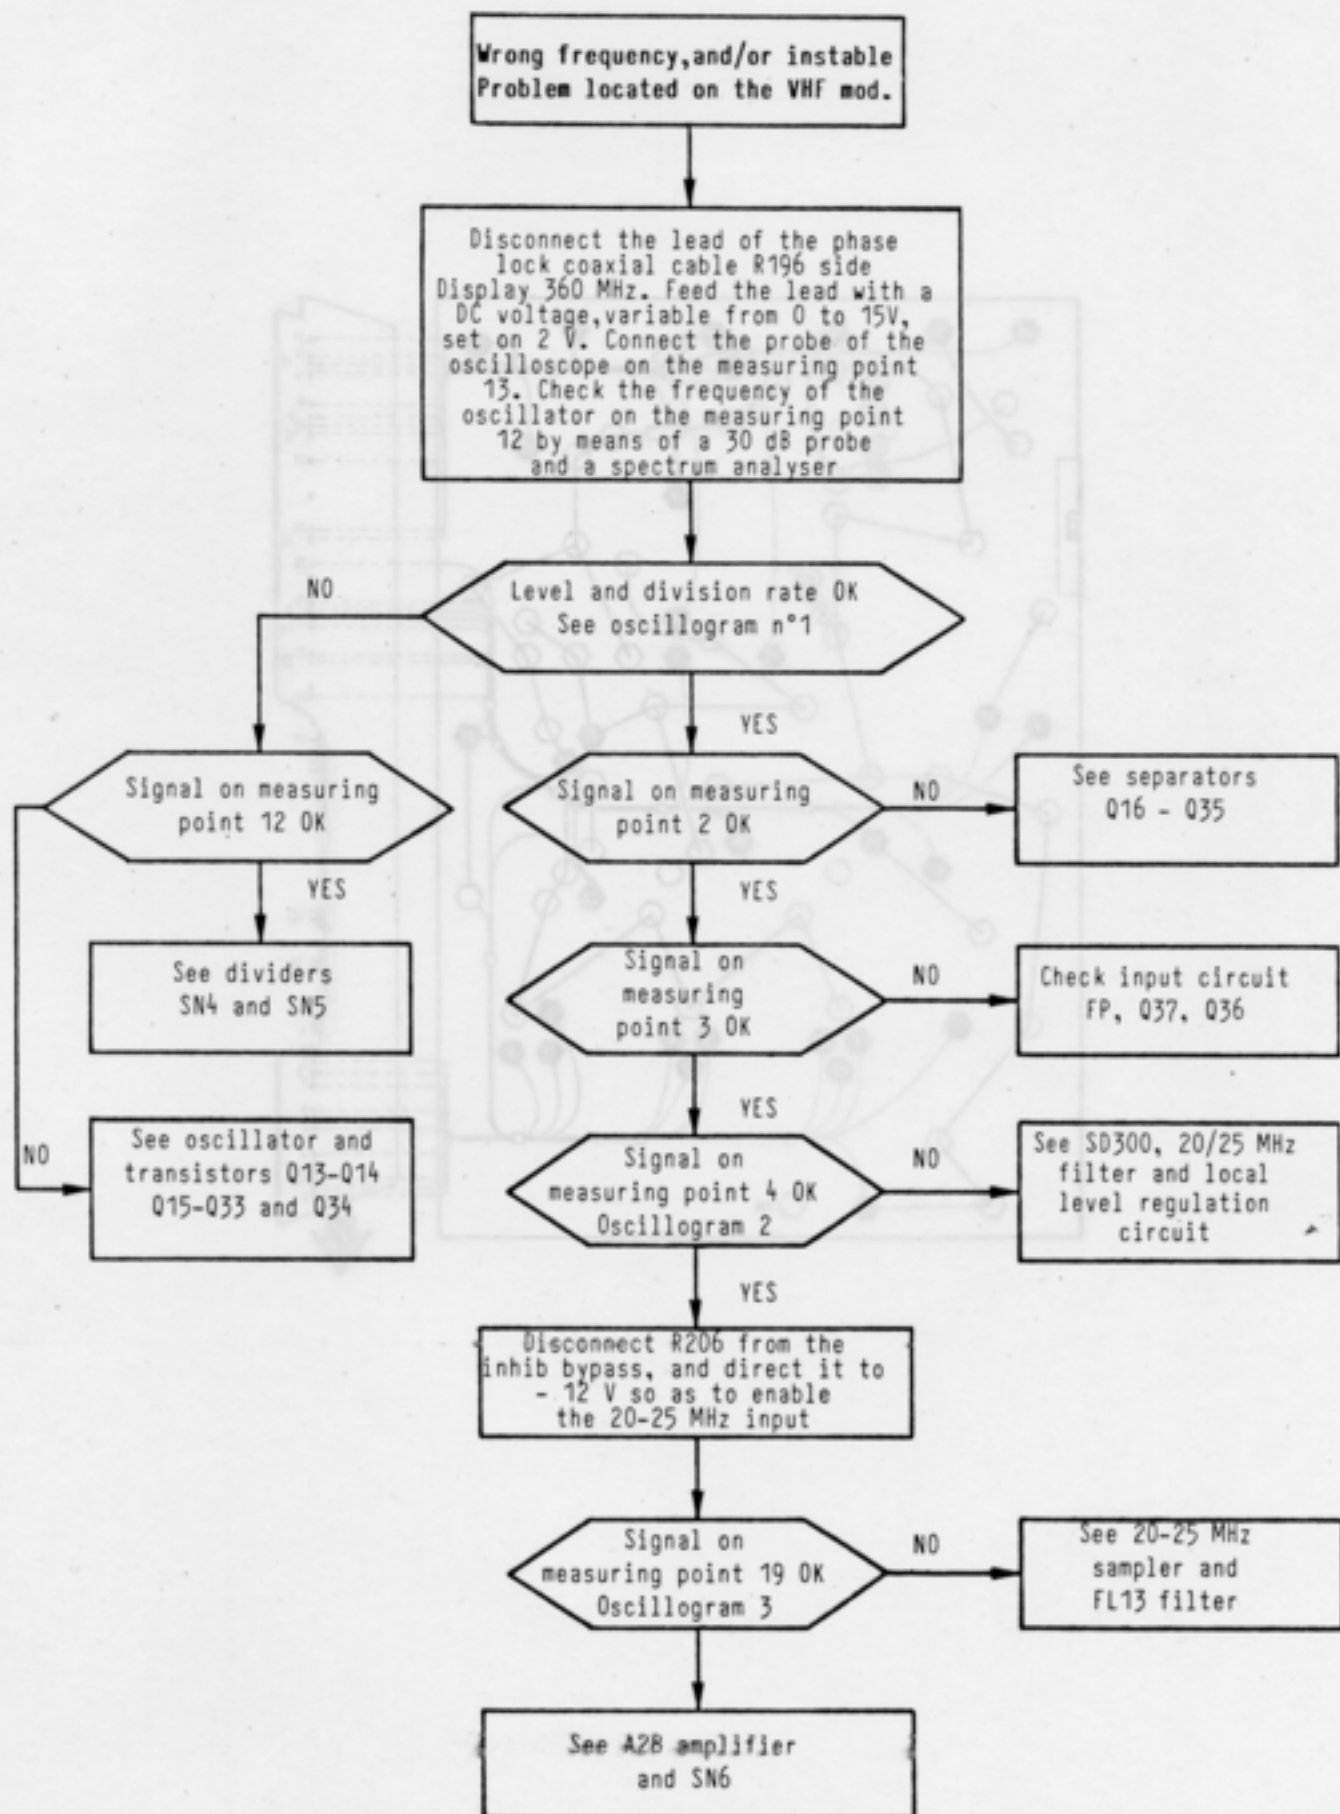 Wrong frequency,and/or instable
Problem located on the VHF mod.
Disconnect the lead of the phase
lock coaxial cable R196 side
Display 360 MHz. Feed the lead with a
DC voltage,variable from 0 to 15V,
set on 2 V. Connect the probe of the
oscilloscope on the measuring point
13. Check the frequency of the
oscillator on the measuring point
12 by means of a 30 dB probe
and a spectrum analyser
NO
Level and division rate OK
See oscillogram n°1
YES
Signal on measuring
point 12 OK
Signal on measuring
point 2 OK
NO
See separators
Q16 - Q35
YES
YES
See dividers
SN4 and SN5
Signal on
measuring
point 3 OK
NO
Check input circuit
FP, Q37, Q36
YES
NO
See oscillator and
transistors Q13-Q14
Q15-Q33 and Q34
Signal on
measuring point 4 OK
Oscillogram 2
NO
See SD300, 20/25 MHz
filter and local
level regulation
circuit
YES
Disconnect R206 from the
inhib bypass, and direct it to
- 12 V so as to enable
the 20-25 MHz input
Signal on
measuring point 19 OK
Oscillogram 3
NO
See 20-25 MHz
sampler and
FL13 filter
See A28 amplifier
and SN6